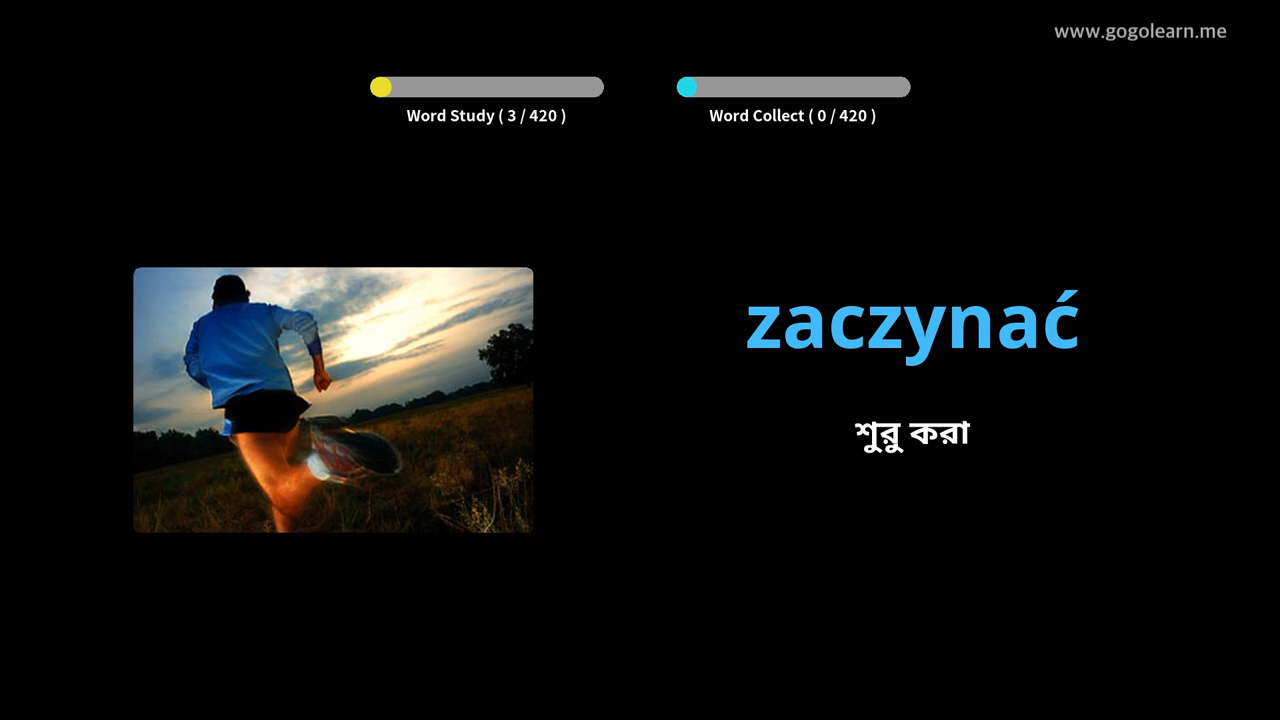 www.gogolearn.me
Word Study ( 3 / 420 )
Word Collect ( 0 / 420 )
zaczynać
শুরু করা